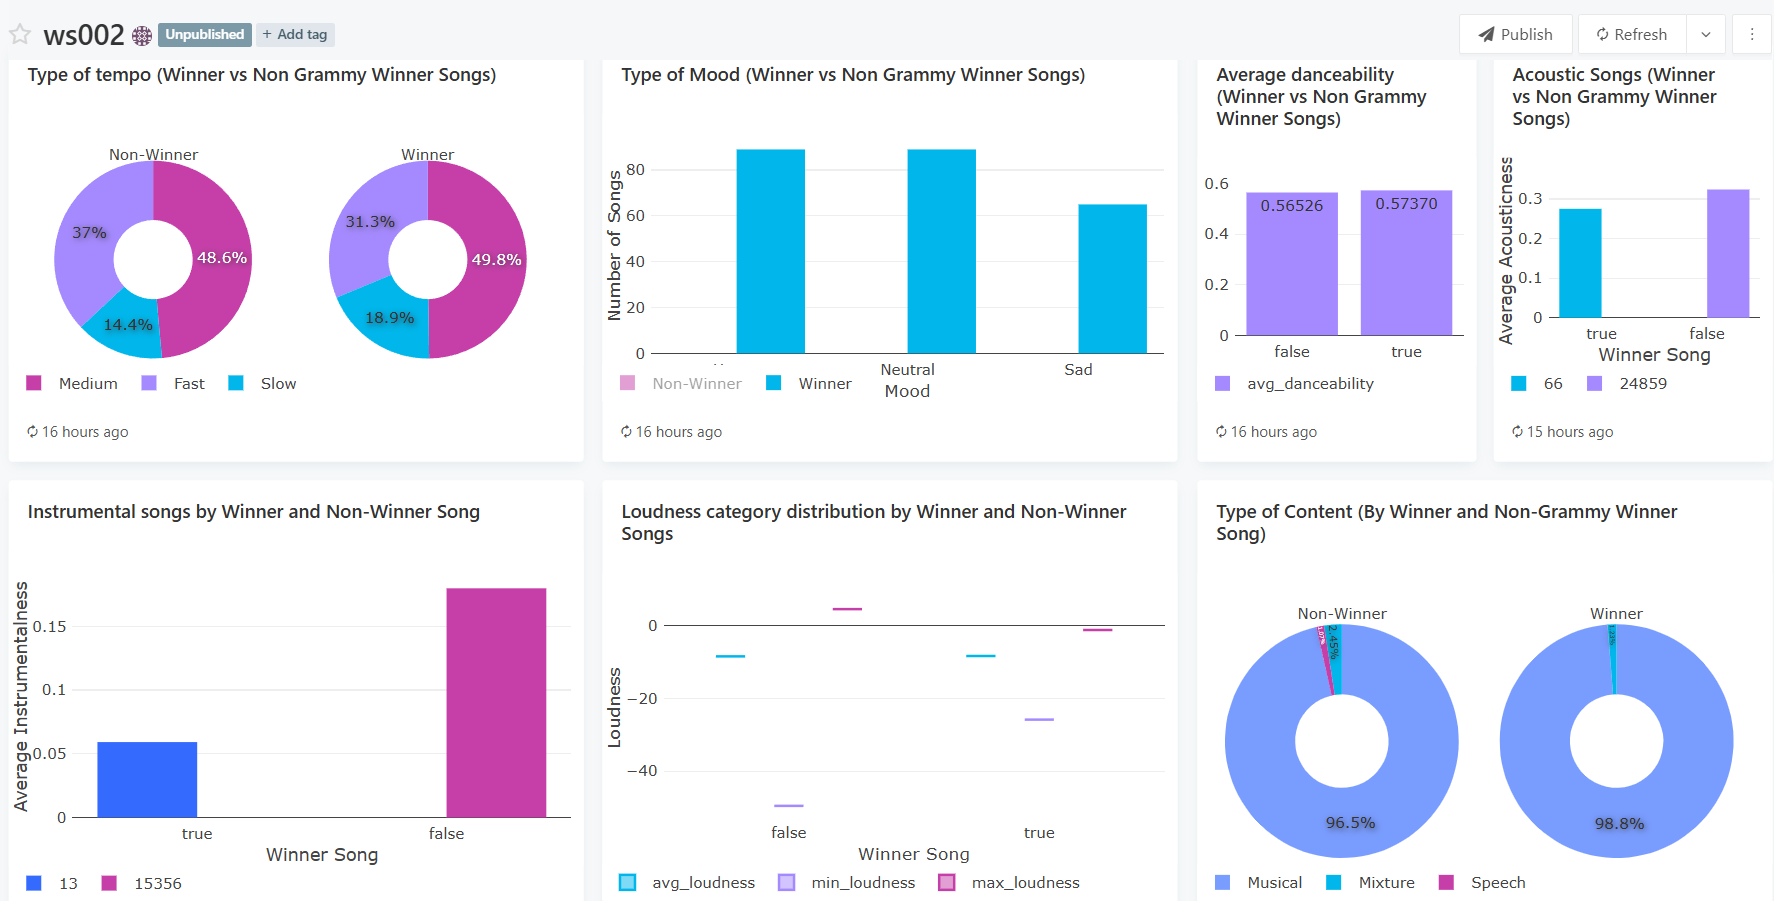 ws002 Unpublished + Add tag Publish Refresh
Type of tempo (Winner vs Non Grammy Winner Songs)
Non-Winner Winner
37%
48.6%
14.4%
31.3%
49.8%
18.9%
Medium Fast Slow
16 hours ago
Type of Mood (Winner vs Non Grammy Winner Songs)
Number of Songs
80
60
40
20
0
Neutral Sad
Mood
Non-Winner Winner
16 hours ago
Average danceability
(Winner vs Non Grammy
Winner Songs)
0.6
0.4
0.2
0
0.56526 0.57370
false true
avg_danceability
16 hours ago
Acoustic Songs (Winner
vs Non Grammy Winner
Songs)
Average Acousticness
0.3
0.2
0.1
0
true false
Winner Song
66 24859
15 hours ago
Instrumental songs by Winner and Non-Winner Song
Average Instrumentalness
0.15
0.1
0.05
0
true false
Winner Song
13 15356
Loudness category distribution by Winner and Non-Winner
Songs
Loudness
0
−20
−40
false true
Winner Song
avg_loudness min_loudness max_loudness
Type of Content (By Winner and Non-Grammy Winner
Song)
Non-Winner Winner
2.45%
96.5%
98.8%
Musical Mixture Speech